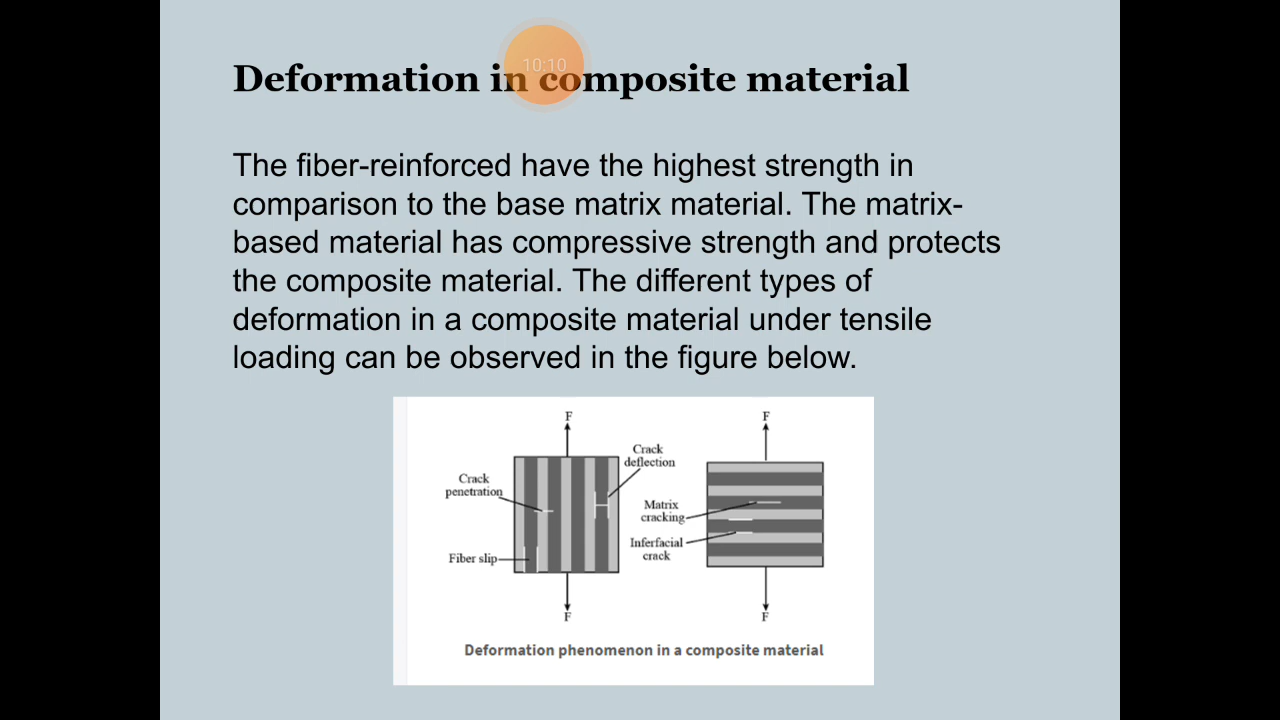 10:10
Deformation in composite material
The fiber-reinforced have the highest strength in
comparison to the base matrix material. The matrix-
based material has compressive strength and protects
the composite material. The different types of
deformation in a composite material under tensile
loading can be observed in the figure below.
F
F
Crack
deflection
Crack
penetration
Matrix
cracking
Inferfacial
crack
Fiber slip
F
F
Deformation phenomenon in a composite material